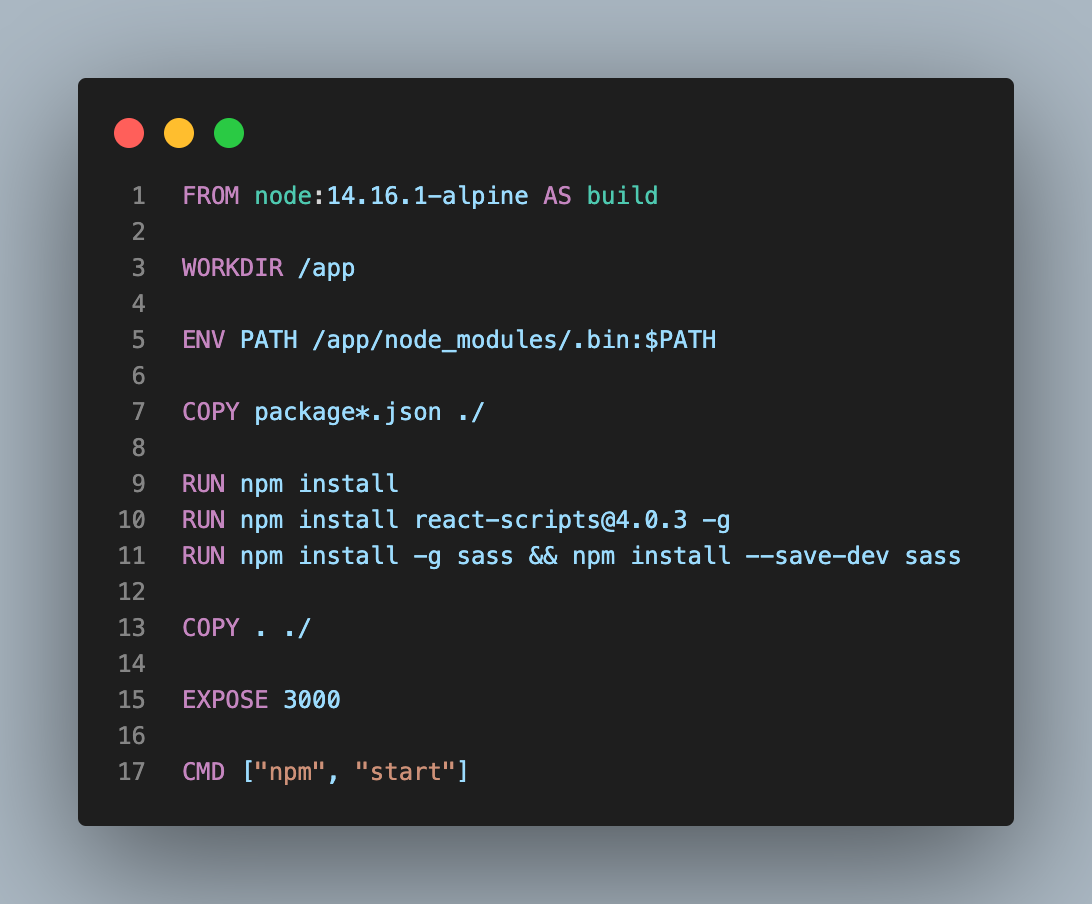 1 FROM node:14.16.1-alpine AS build
2
3 WORKDIR /app
4
5 ENV PATH /app/node_modules/.bin:$PATH
6
7 COPY package*.json ./
8
9 RUN npm install
10 RUN npm install react-scripts@4.0.3 -g
11 RUN npm install -g sass && npm install --save-dev sass
12
13 COPY . ./
14
15 EXPOSE 3000
16
17 CMD ["npm", "start"]